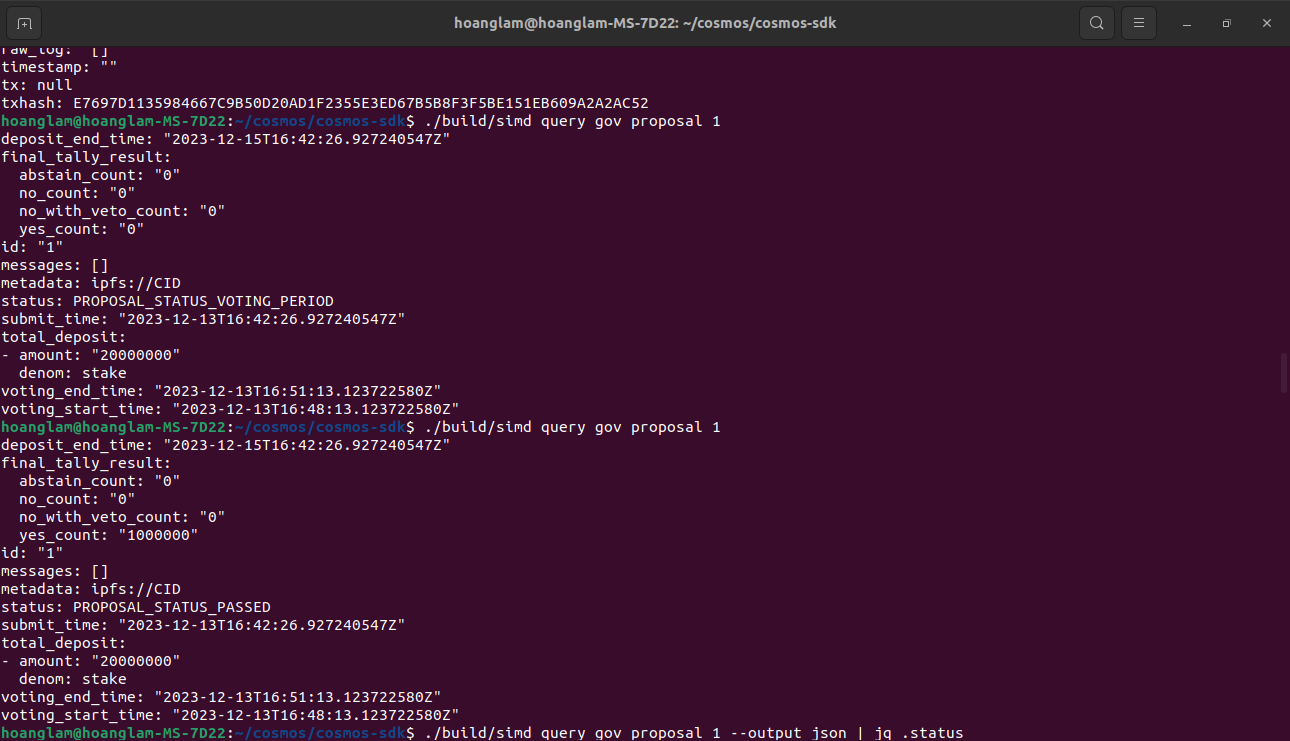 hoanglam@hoanglam-MS-7D22: ~/cosmos/cosmos-sdk
raw_log: '[]'
timestamp: ""
tx: null
txhash: E7697D1135984667C9B50D20AD1F2355E3ED67B5B8F3F5BE151EB609A2A2AC52
hoanglam@hoanglam-MS-7D22:~/cosmos/cosmos-sdk$ ./build/simd query gov proposal 1
deposit_end_time: "2023-12-15T16:42:26.927240547Z"
final_tally_result:
  abstain_count: "0"
  no_count: "0"
  no_with_veto_count: "0"
  yes_count: "0"
id: "1"
messages: []
metadata: ipfs://CID
status: PROPOSAL_STATUS_VOTING_PERIOD
submit_time: "2023-12-13T16:42:26.927240547Z"
total_deposit:
- amount: "20000000"
  denom: stake
voting_end_time: "2023-12-13T16:51:13.123722580Z"
voting_start_time: "2023-12-13T16:48:13.123722580Z"
hoanglam@hoanglam-MS-7D22:~/cosmos/cosmos-sdk$ ./build/simd query gov proposal 1
deposit_end_time: "2023-12-15T16:42:26.927240547Z"
final_tally_result:
  abstain_count: "0"
  no_count: "0"
  no_with_veto_count: "0"
  yes_count: "1000000"
id: "1"
messages: []
metadata: ipfs://CID
status: PROPOSAL_STATUS_PASSED
submit_time: "2023-12-13T16:42:26.927240547Z"
total_deposit:
- amount: "20000000"
  denom: stake
voting_end_time: "2023-12-13T16:51:13.123722580Z"
voting_start_time: "2023-12-13T16:48:13.123722580Z"
hoanglam@hoanglam-MS-7D22:~/cosmos/cosmos-sdk$ ./build/simd query gov proposal 1 --output json | jq .status